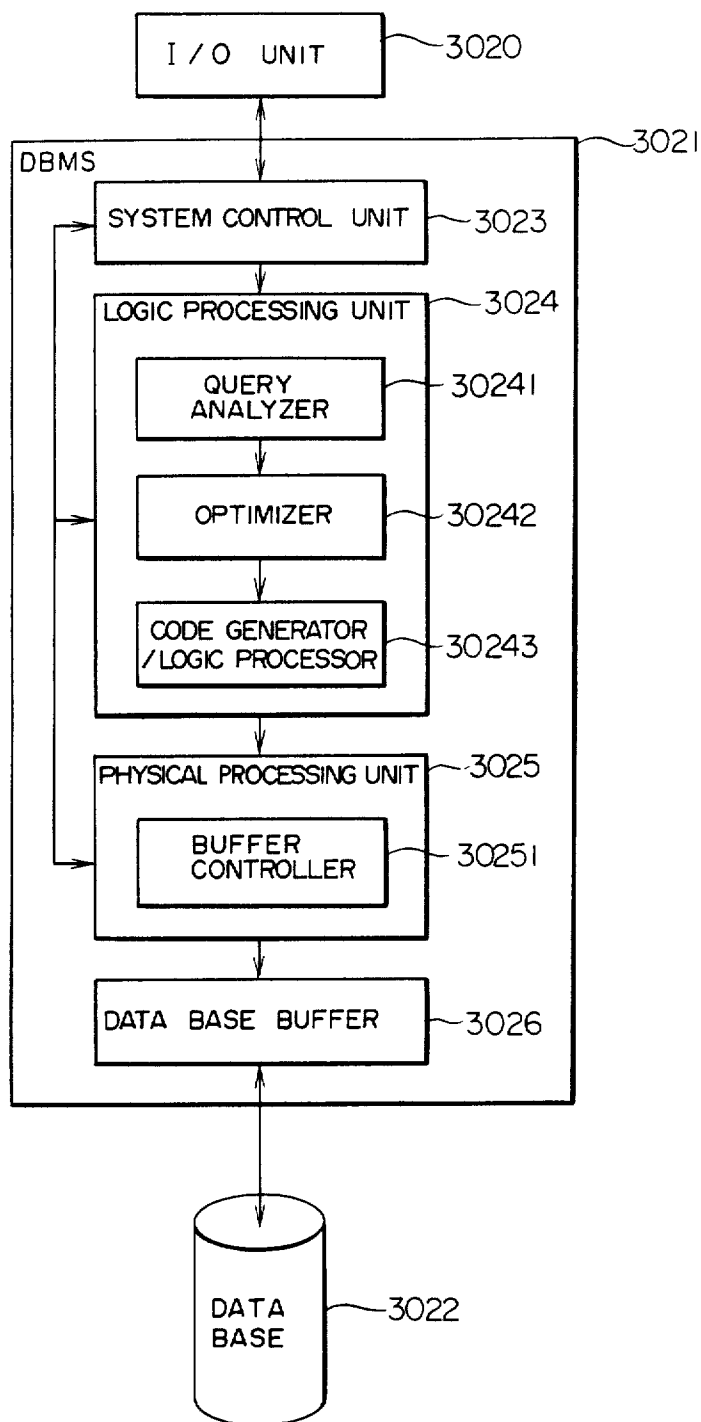 I/O UNIT
3020
3021
DBMS
SYSTEM CONTROL UNIT
3023
LOGIC PROCESSING UNIT
3024
QUERY
ANALYZER
30241
OPTIMIZER
30242
CODE GENERATOR
/LOGIC PROCESSOR
30243
PHYSICAL PROCESSING UNIT
3025
BUFFER
CONTROLLER
30251
DATA BASE BUFFER
3026
DATA
BASE
3022